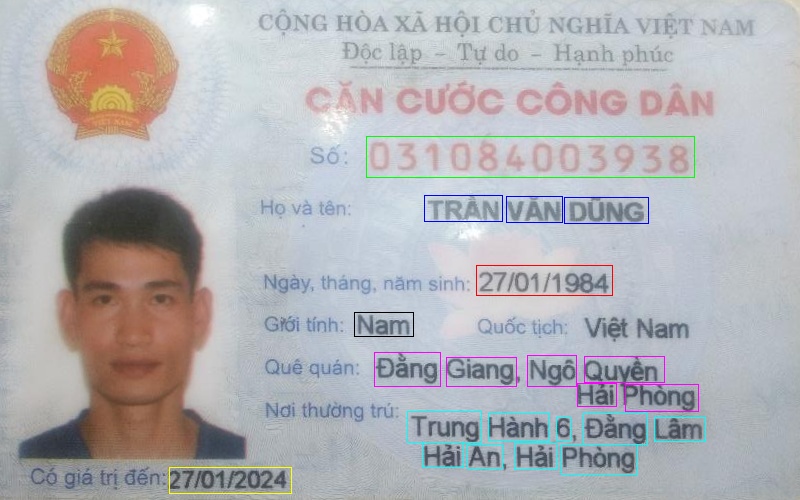 CỘNG HÒA XÃ HỘI CHỦ NGHĨA VIỆT NAM
Độc lập – Tự do – Hạnh phúc
CĂN CƯỚC CÔNG DÂN
Số: 031084003938
Họ và tên: TRẦN VĂN DŨNG
Ngày, tháng, năm sinh: 27/01/1984
Giới tính: Nam Quốc tịch: Việt Nam
Quê quán: Đằng Giang, Ngô Quyền
Hải Phòng
Nơi thường trú: Trung Hành 6, Đằng Lâm
Hải An, Hải Phòng
Có giá trị đến: 27/01/2024
VIỆT NAM